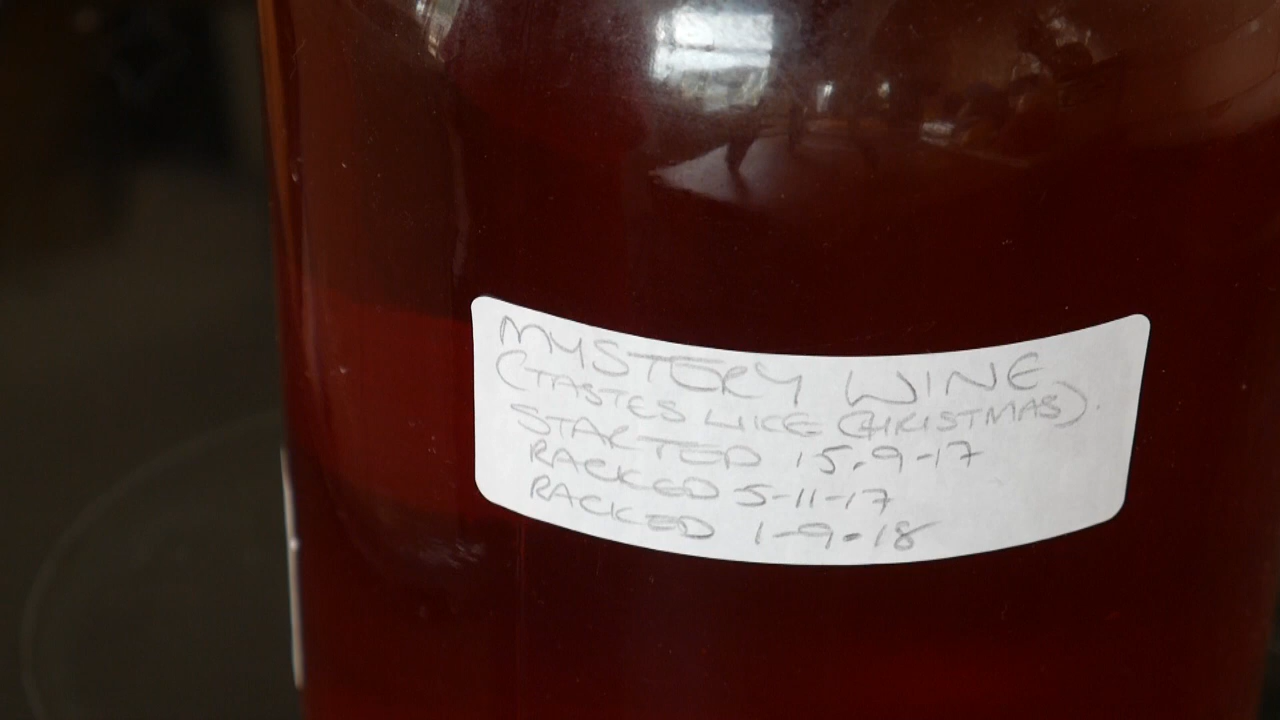 MYSTERY WINE
(TASTES LIKE CHRISTMAS).
STARTED 15.9-17
RACKED 5-11-17
RACKED 1-9-18